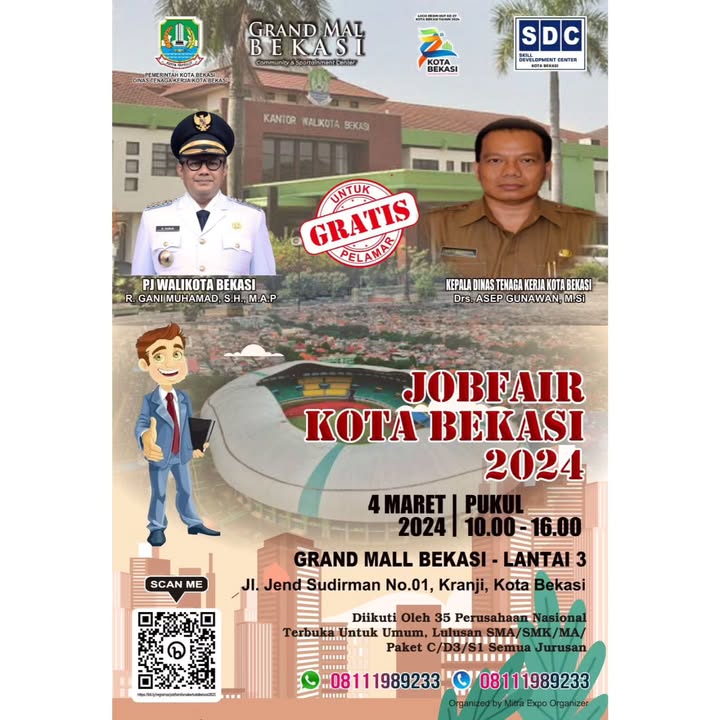 PEMERINTAH KOTA BEKASI
DINAS TENAGA KERJA KOTA BEKASI
GRAND MAL
BEKASI
Community & Sportainment Center
KOTA
BEKASI
SDC
SKILL
DEVELOPMENT CENTER
KOTA BEKASI
KANTOR WALIKOTA BEKASI
UNTUK
GRATIS
PELAMAR
PJ WALIKOTA BEKASI
R. GANI MUHAMAD, S.H., M.A.P
KEPALA DINAS TENAGA KERJA KOTA BEKASI
Drs. ASEP GUNAWAN, M.Si
JOBFAIR
KOTA BEKASI
2024
4 MARET
2024
PUKUL
10.00 - 16.00
GRAND MALL BEKASI - LANTAI 3
Jl. Jend Sudirman No.01, Kranji, Kota Bekasi
SCAN ME
Diikuti Oleh 35 Perusahaan Nasional
Terbuka Untuk Umum, Lulusan SMA/SMK/MA/
Paket C/D3/S1 Semua Jurusan
08111989233
08111989233
Organized by Mitra Expo Organizer